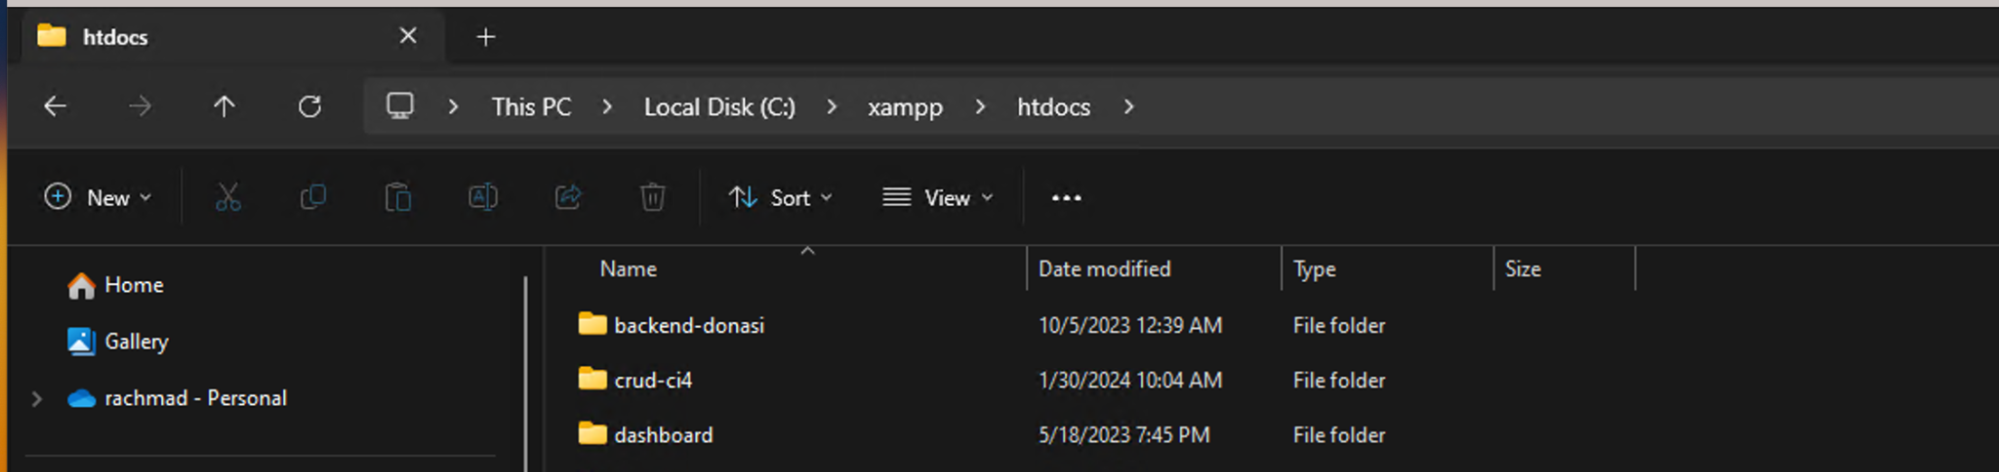 htdocs
This PC > Local Disk (C:) > xampp > htdocs >
New Sort View ...
Home
Gallery
rachmad - Personal
Name Date modified Type Size
backend-donasi 10/5/2023 12:39 AM File folder
crud-ci4 1/30/2024 10:04 AM File folder
dashboard 5/18/2023 7:45 PM File folder